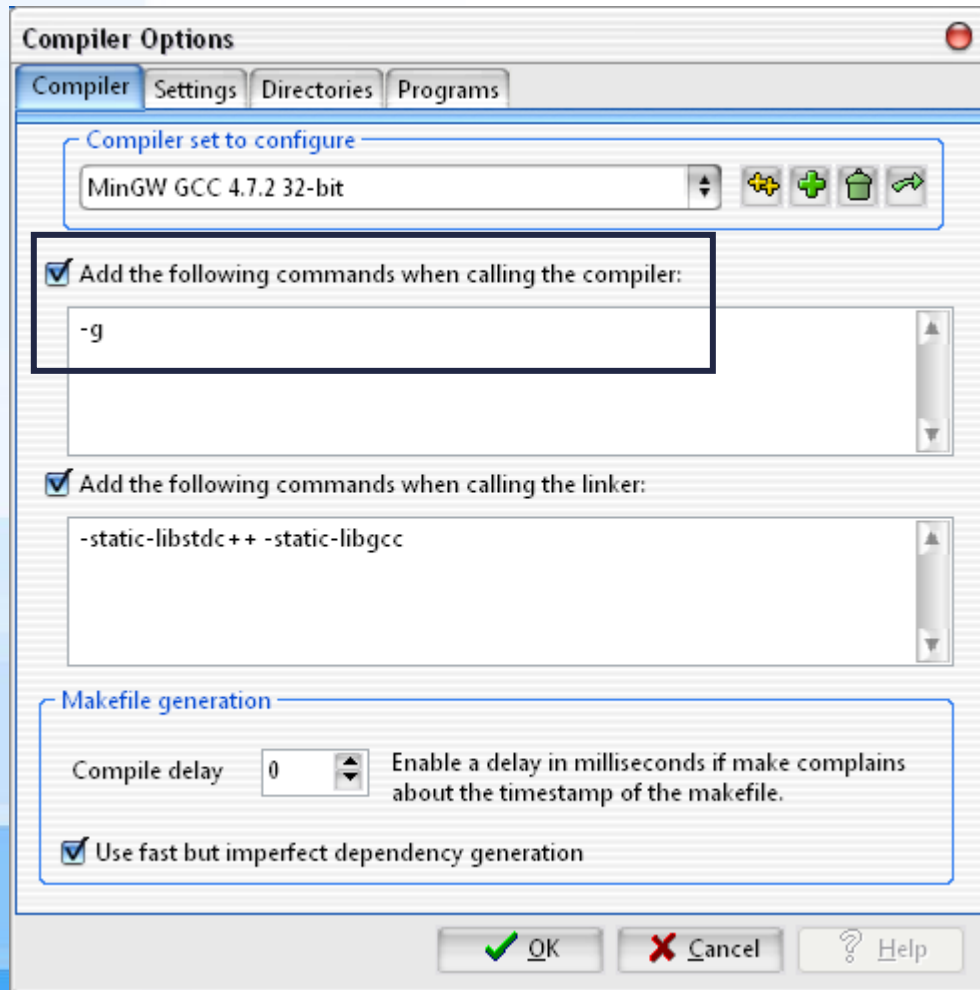 Compiler Options
Compiler Settings Directories Programs
Compiler set to configure
MinGW GCC 4.7.2 32-bit
Add the following commands when calling the compiler:
-g
Add the following commands when calling the linker:
-static-libstdc++ -static-libgcc
Makefile generation
Compile delay 0 Enable a delay in milliseconds if make complains
about the timestamp of the makefile.
Use fast but imperfect dependency generation
OK Cancel ? Help